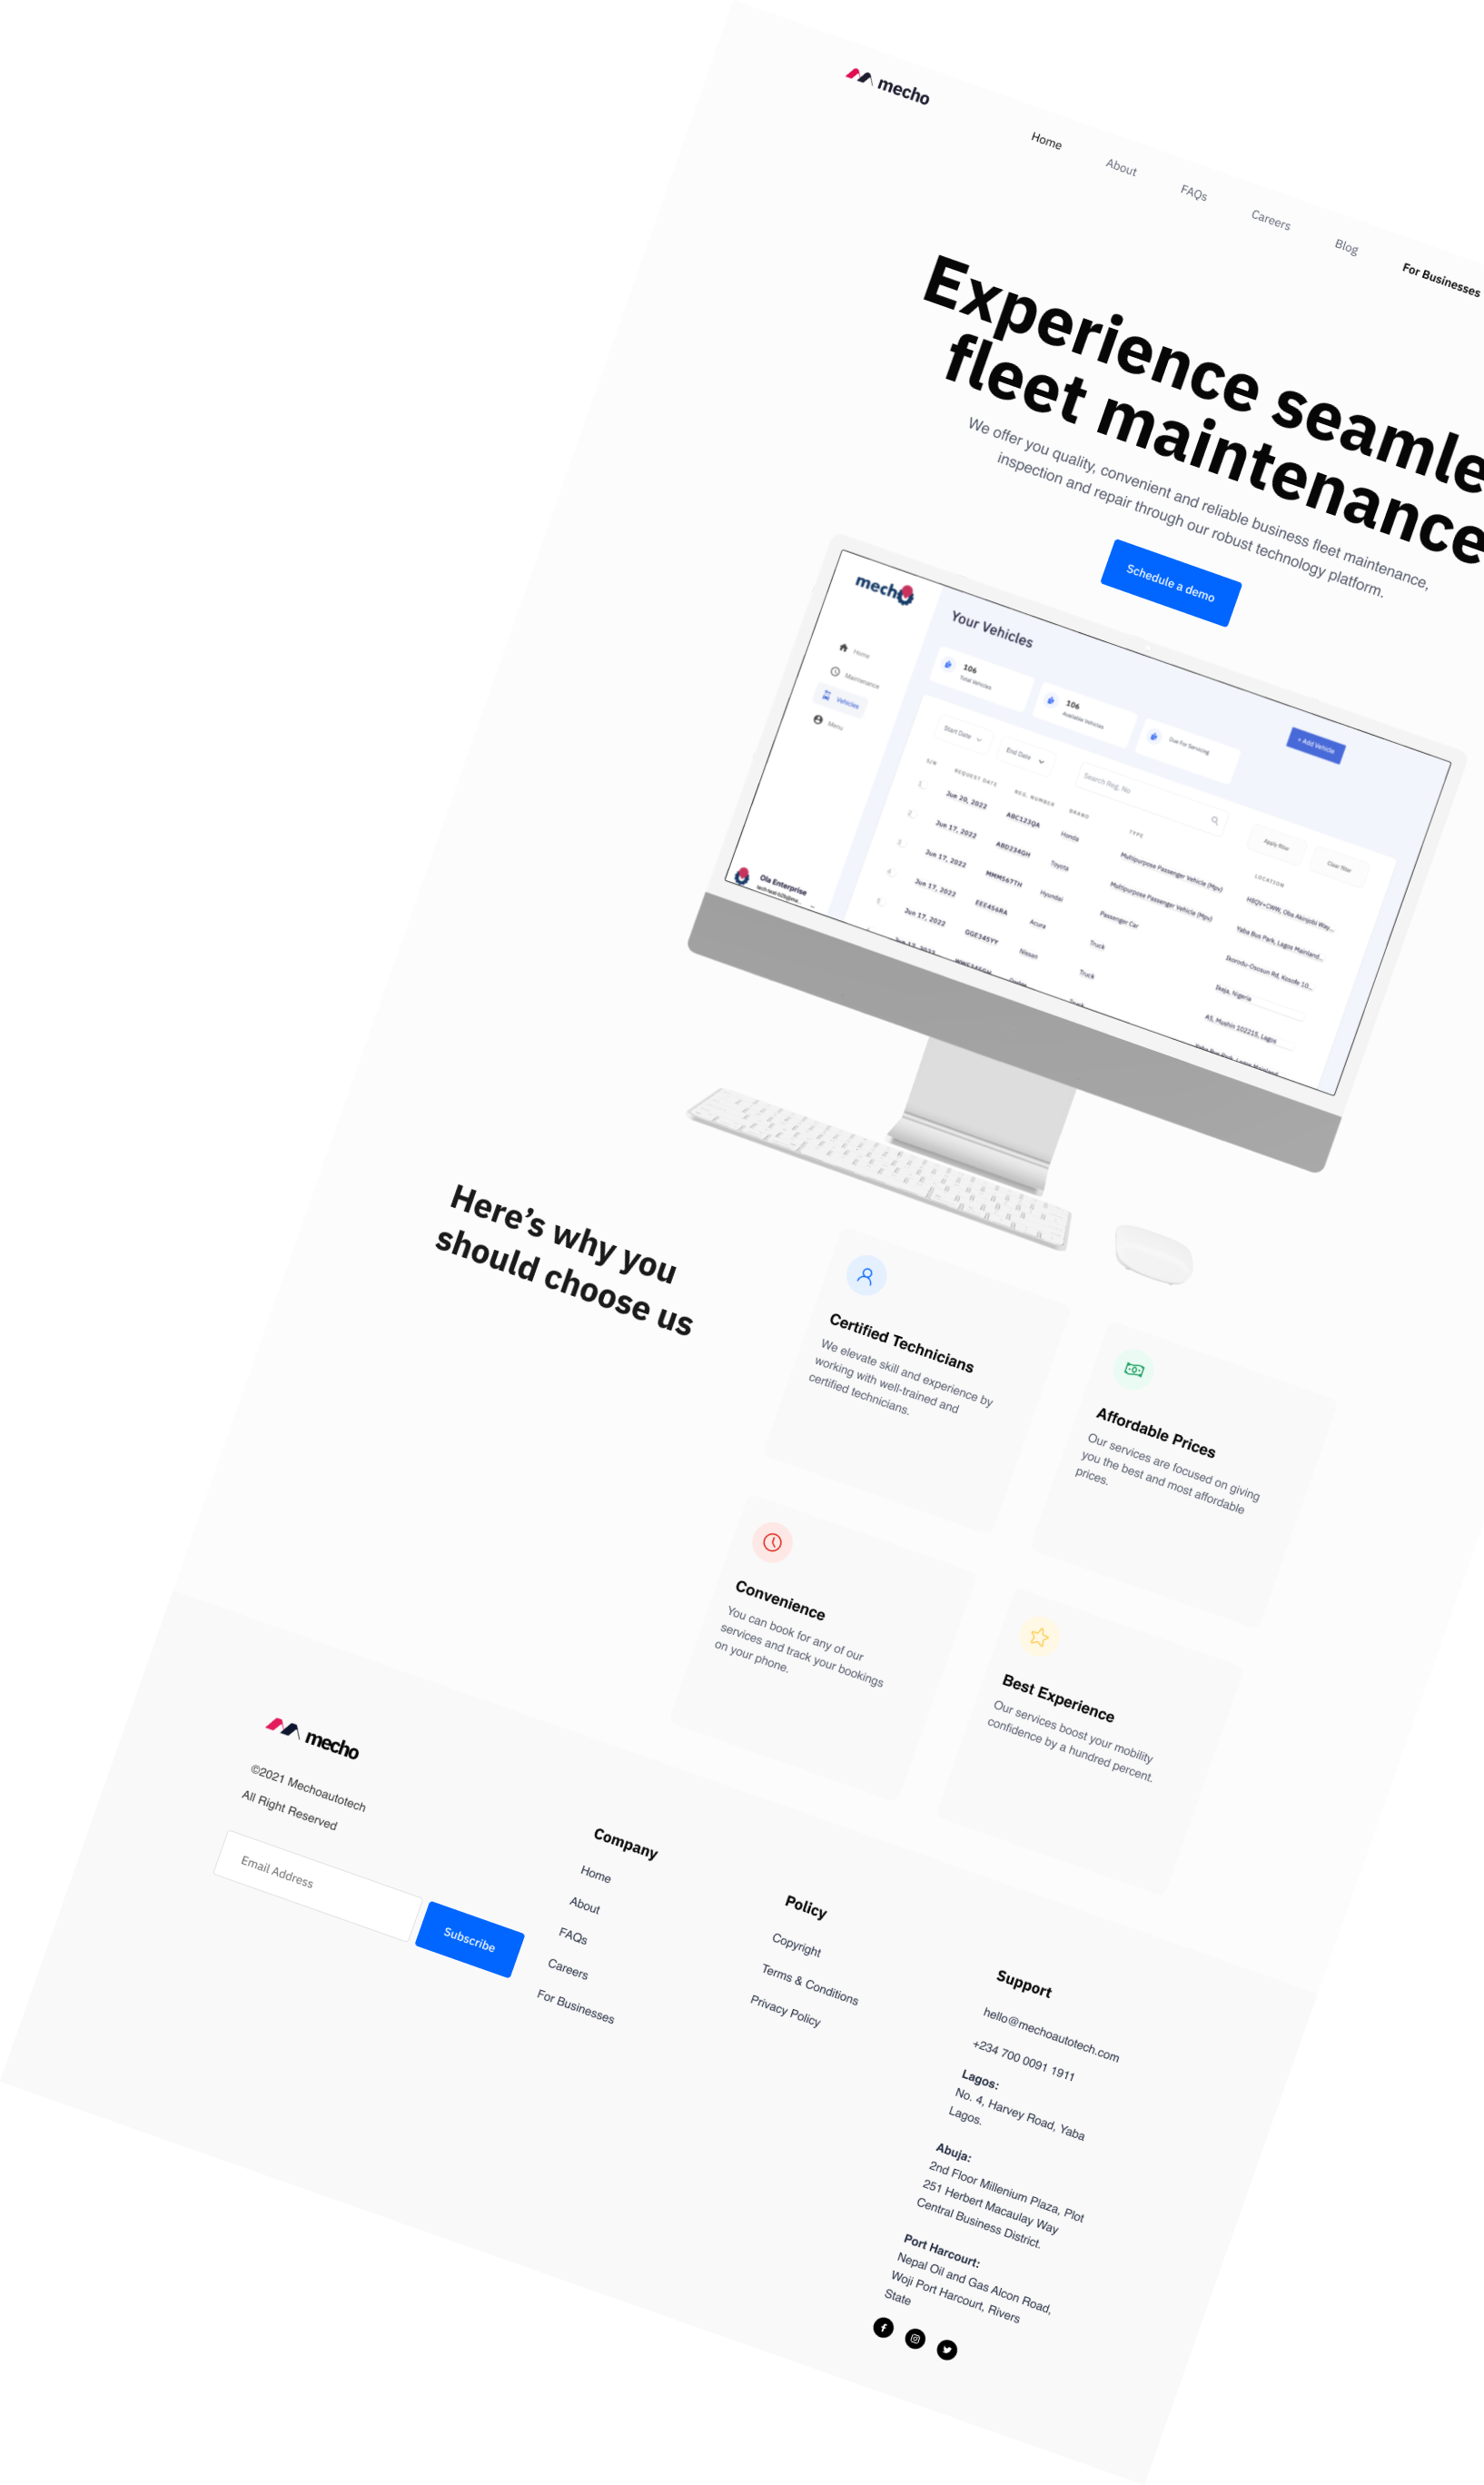 mecho
Home
About
FAQs
Careers
Blog
For Businesses
Experience seamle
fleet maintenance
We offer you quality, convenient and reliable business fleet maintenance,
inspection and repair through our robust technology platform.
Schedule a demo
mecho
Home
Maintanance
Vehicles
Menu
Ola Enterprise
Your Vehicles
106
Total Vehicles
106
Available Vehicles
Due For Servicing
+ Add Vehicle
Start Date
End Date
Search Reg. No
Apply filter
Clear filter
S/N REQUEST DATE REG. NUMBER BRAND TYPE LOCATION
1 Jun 20, 2022 ABC123QA Honda Multipurpose Passenger Vehicle (Mpv) H8QV+CWW, Oba Akinjobi Way...
2 Jun 17, 2022 ABD234GH Toyota Multipurpose Passenger Vehicle (Mpv) Yaba Bus Park, Lagos Mainland...
3 Jun 17, 2022 MMM567TH Hyundai Passenger Car Ikorodu-Ososun Rd, Kosofe 10...
4 Jun 17, 2022 EEE456RA Acura Truck Ikeja, Nigeria
5 Jun 17, 2022 GGE345YY Nissan Truck A5, Mushin 102215, Lagos
Jun 17, 2022 Truck Yaba Bus Park, Lagos Mainland
Here’s why you
should choose us
Certified Technicians
We elevate skill and experience by
working with well-trained and
certified technicians.
Affordable Prices
Our services are focused on giving
you the best and most affordable
prices.
Convenience
You can book for any of our
services and track your bookings
on your phone.
Best Experience
Our services boost your mobility
confidence by a hundred percent.
mecho
©2021 Mechoautotech
All Right Reserved
Email Address
Subscribe
Company
Home
About
FAQs
Careers
For Businesses
Policy
Copyright
Terms & Conditions
Privacy Policy
Support
hello@mechoautotech.com
+234 700 0091 1911
Lagos:
No. 4, Harvey Road, Yaba
Lagos.
Abuja:
2nd Floor Millenium Plaza, Plot
251 Herbert Macaulay Way
Central Business District.
Port Harcourt:
Nepal Oil and Gas Alcon Road,
Woji Port Harcourt, Rivers
State